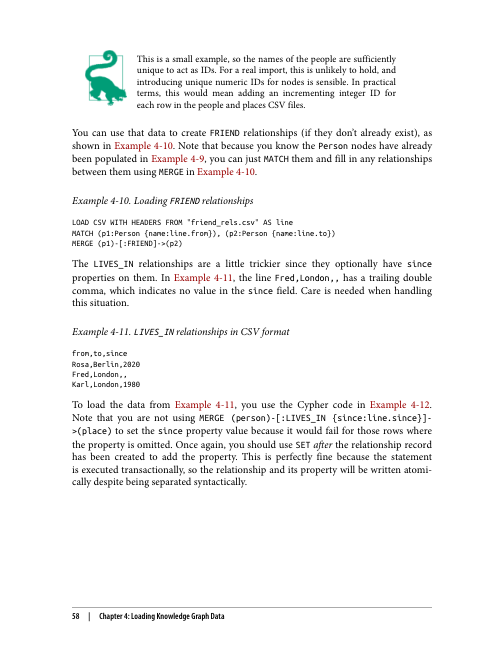 This is a small example, so the names of the people are sufficiently
unique to act as IDs. For a real import, this is unlikely to hold, and
introducing unique numeric IDs for nodes is sensible. In practical
terms, this would mean adding an incrementing integer ID for
each row in the people and places CSV files.
You can use that data to create FRIEND relationships (if they don't already exist), as
shown in Example 4-10. Note that because you know the Person nodes have already
been populated in Example 4-9, you can just MATCH them and fill in any relationships
between them using MERGE in Example 4-10.
Example 4-10. Loading FRIEND relationships
LOAD CSV WITH HEADERS FROM "friend_rels.csv" AS line
MATCH (p1:Person {name:line.from}), (p2:Person {name:line.to})
MERGE (p1)-[:FRIEND]->(p2)
The LIVES_IN relationships are a little trickier since they optionally have since
properties on them. In Example 4-11, the line Fred,London,, has a trailing double
comma, which indicates no value in the since field. Care is needed when handling
this situation.
Example 4-11. LIVES_IN relationships in CSV format
from,to,since
Rosa,Berlin,2020
Fred,London,,
Karl,London,1980
To load the data from Example 4-11, you use the Cypher code in Example 4-12.
Note that you are not using MERGE (person)-[:LIVES_IN {since:line.since}]-
>(place) to set the since property value because it would fail for those rows where
the property is omitted. Once again, you should use SET after the relationship record
has been created to add the property. This is perfectly fine because the statement
is executed transactionally, so the relationship and its property will be written atomi-
cally despite being separated syntactically.
58 | Chapter 4: Loading Knowledge Graph Data